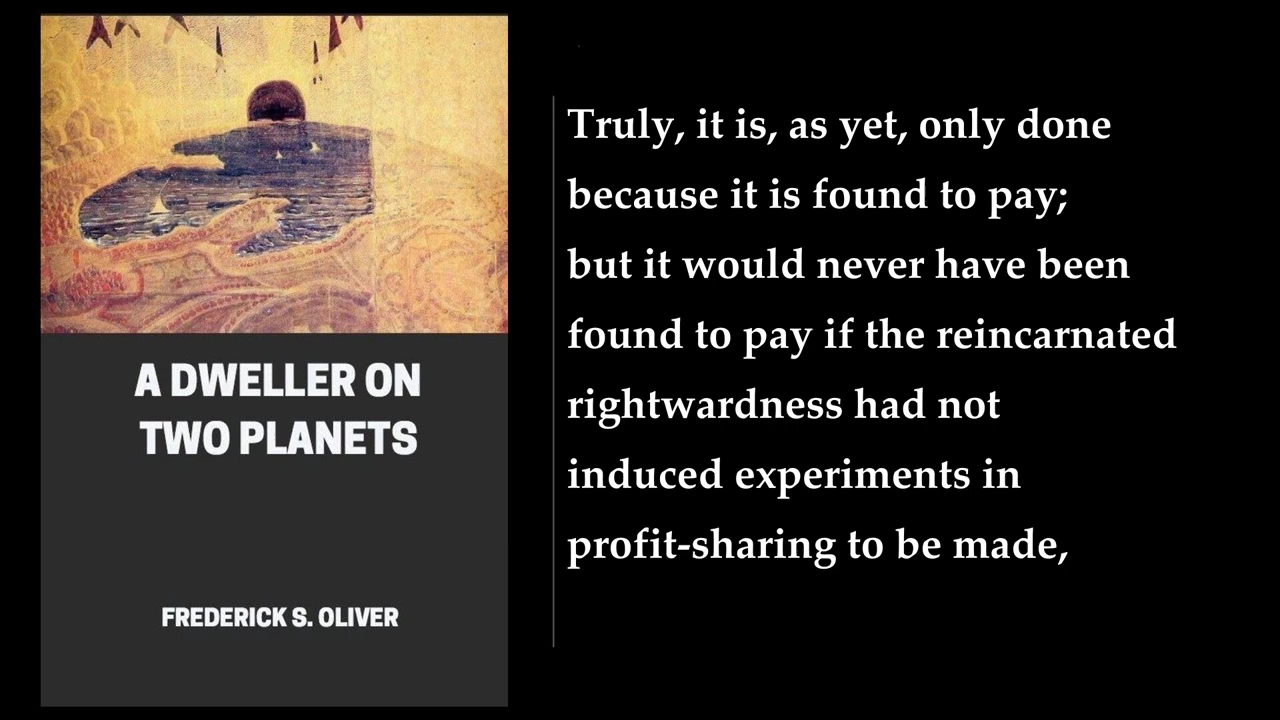 A DWELLER ON
TWO PLANETS
FREDERICK S. OLIVER
Truly, it is, as yet, only done
because it is found to pay;
but it would never have been
found to pay if the reincarnated
rightwardness had not
induced experiments in
profit-sharing to be made,